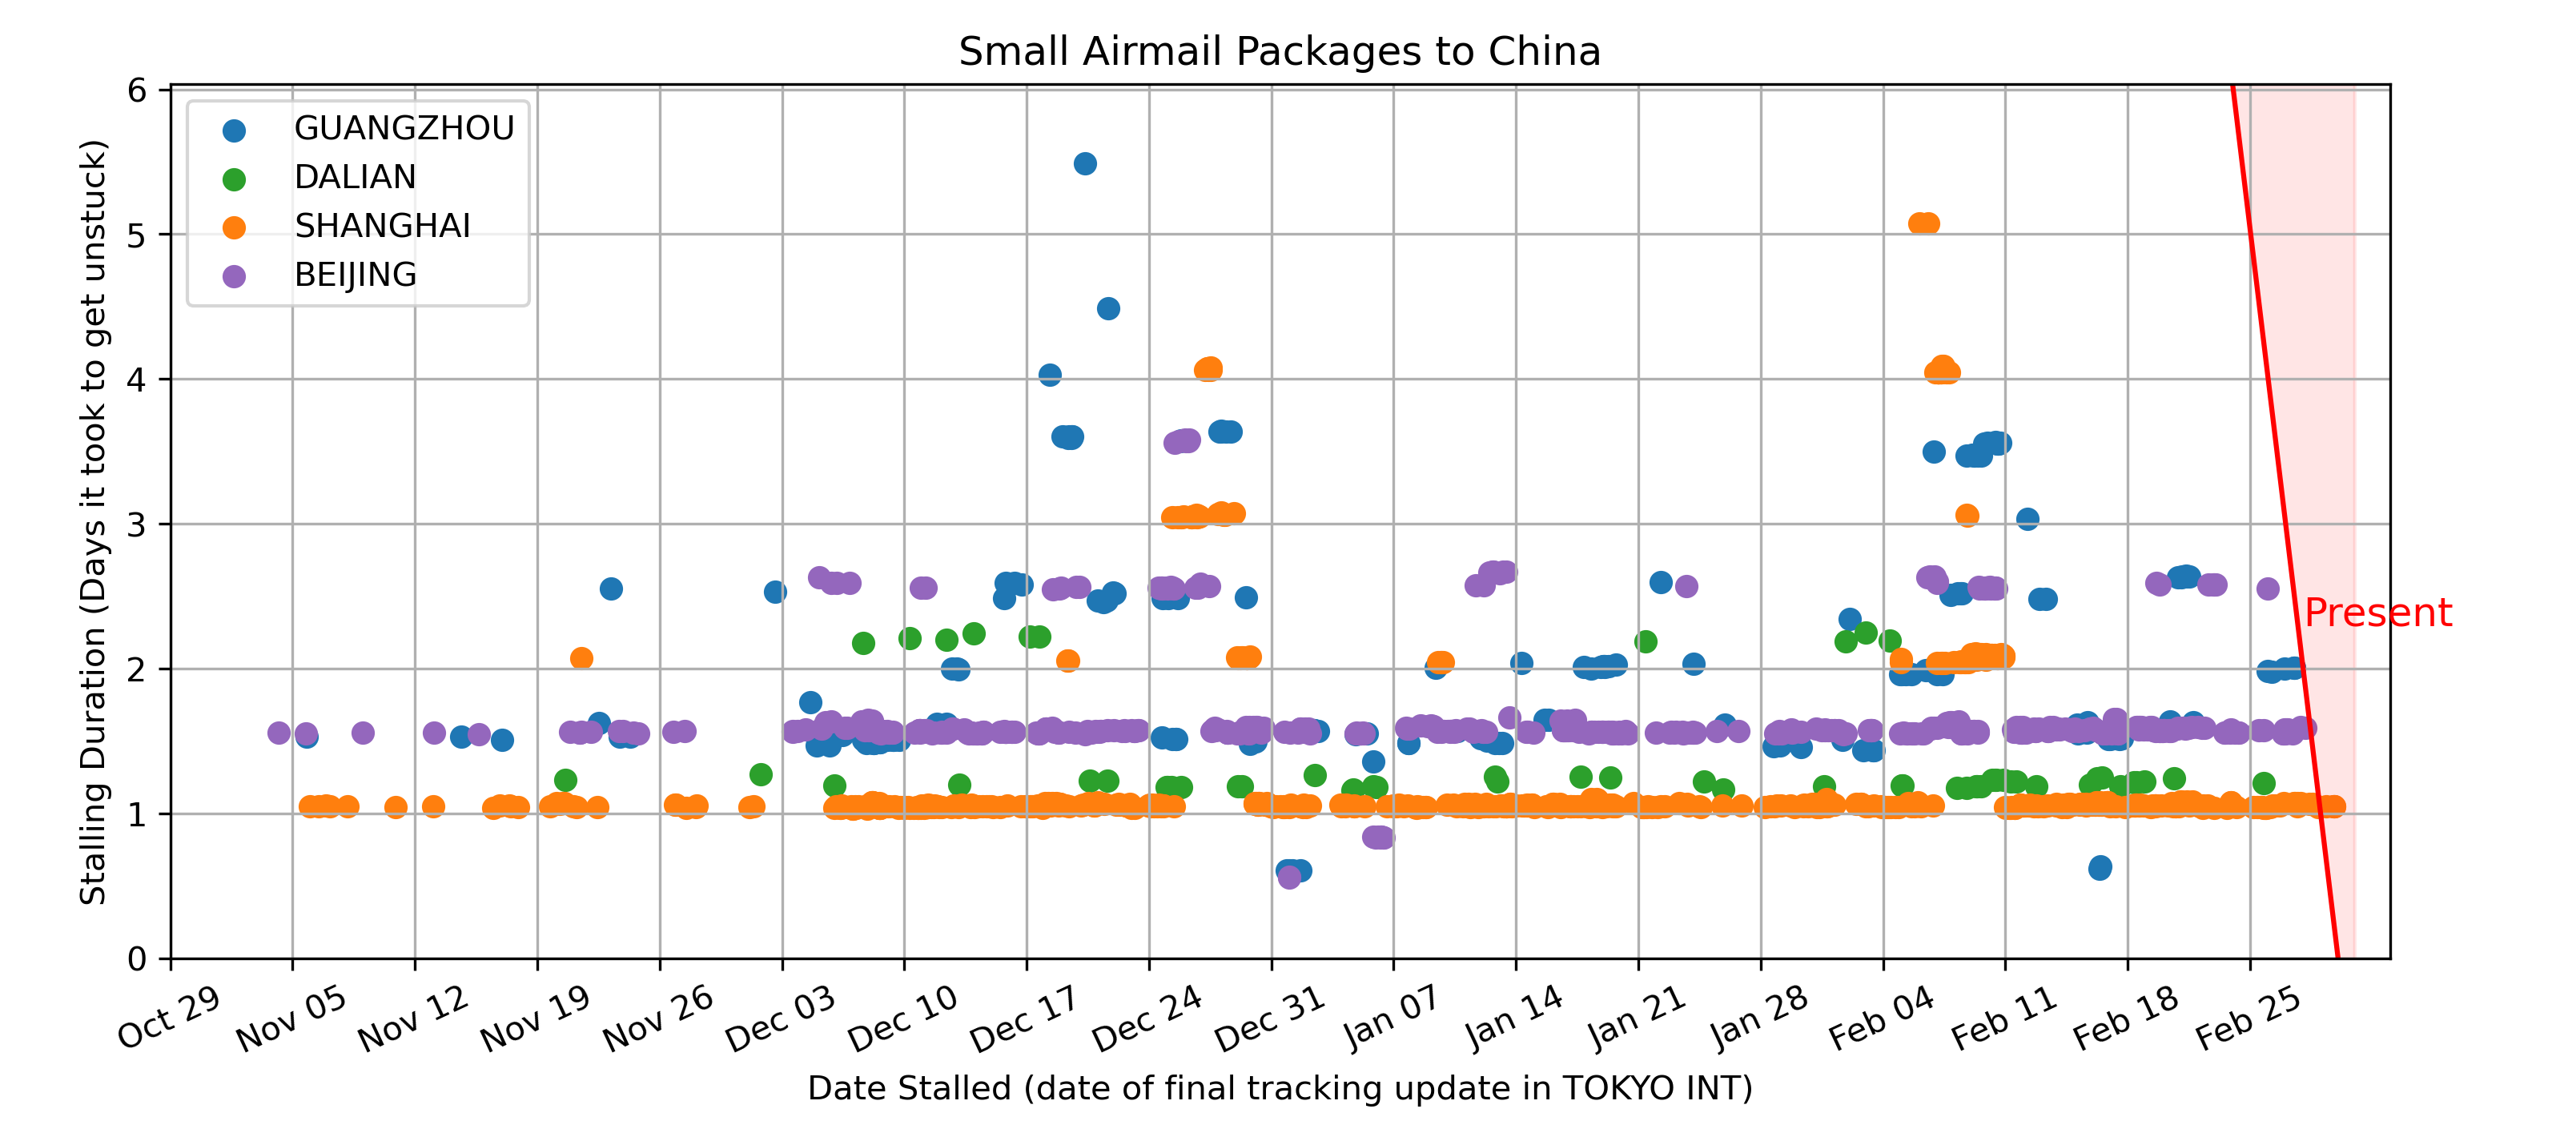 Small Airmail Packages to China
Stalling Duration (Days it took to get unstuck)
6
5
4
3
2
1
0
GUANGZHOU
DALIAN
SHANGHAI
BEIJING
Present
Oct 29
Nov 05
Nov 12
Nov 19
Nov 26
Dec 03
Dec 10
Dec 17
Dec 24
Dec 31
Jan 07
Jan 14
Jan 21
Jan 28
Feb 04
Feb 11
Feb 18
Feb 25
Date Stalled (date of final tracking update in TOKYO INT)